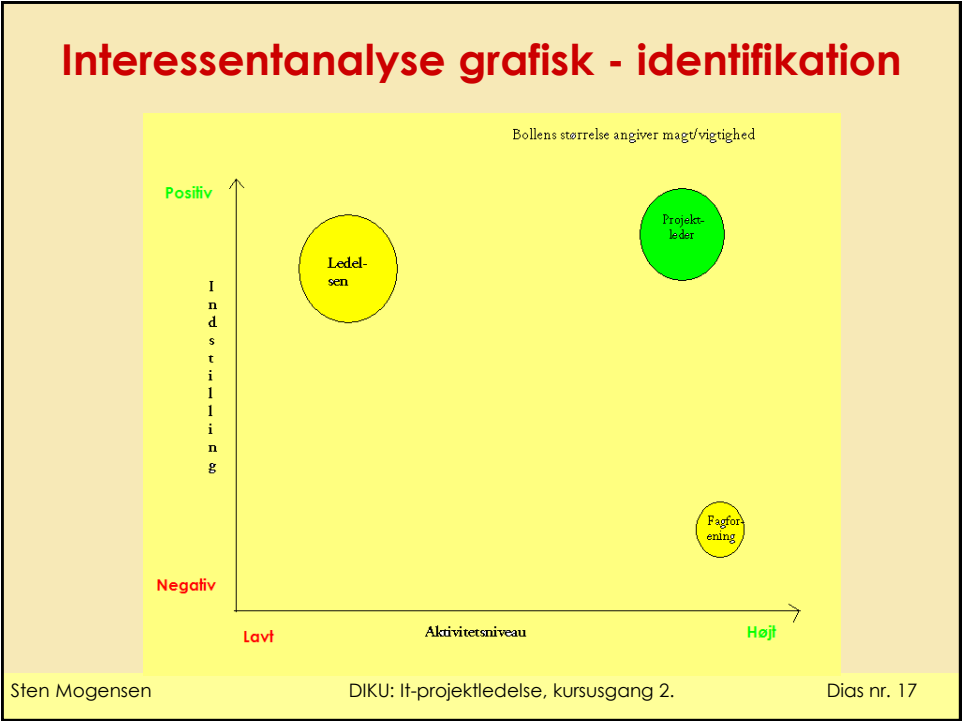 Interessentanalyse grafisk - identifikation
Bollens størrelse angiver magt/vigtighed
Positiv
Projekt-
leder
Ledel-
sen
Indstilling
Fagfor-
ening
Negativ
Lavt
Aktivitetsniveau
Højt
Sten Mogensen
DIKU: It-projektledelse, kursusgang 2.
Dias nr. 17